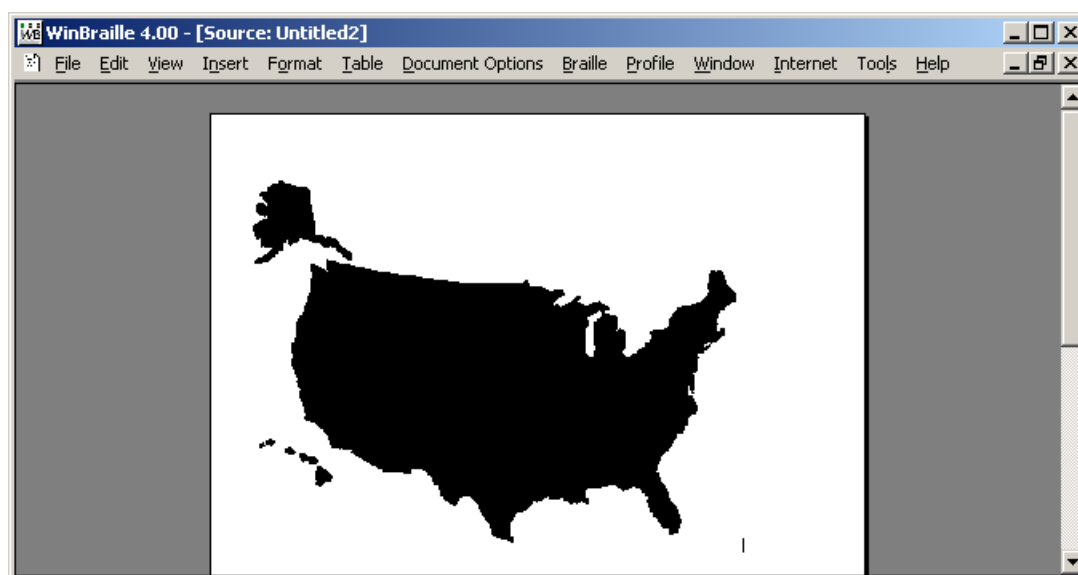 WB WinBraille 4.00 - [Source: Untitled2]
File Edit View Insert Format Table Document Options Braille Profile Window Internet Tools Help